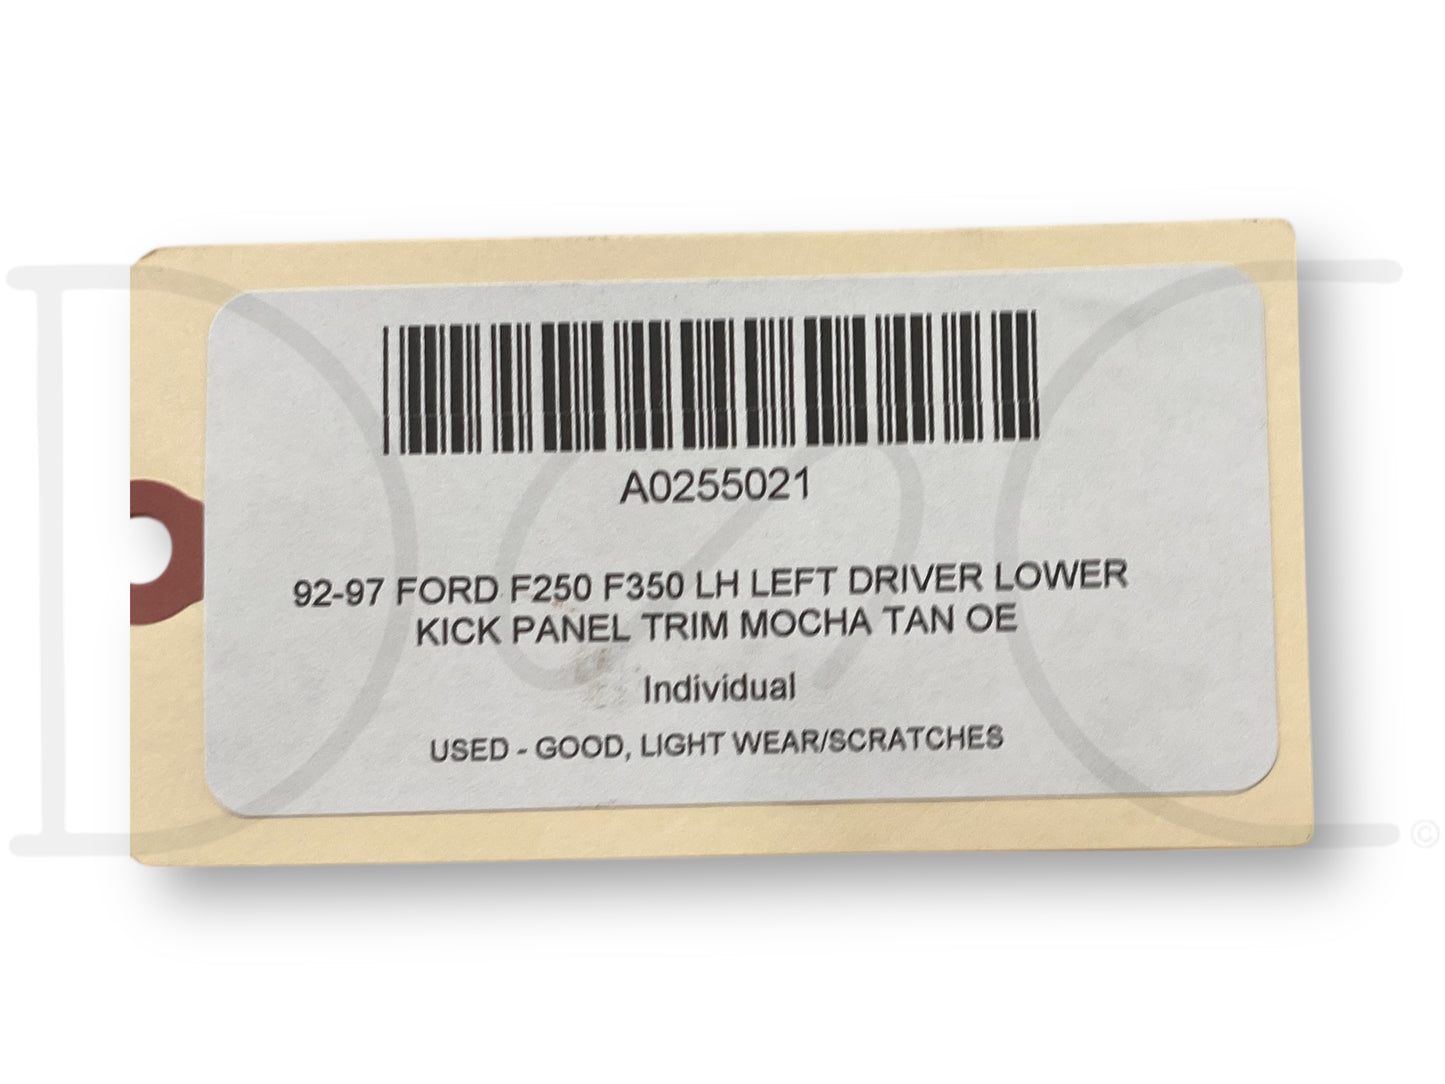 A0255021
92-97 FORD F250 F350 LH LEFT DRIVER LOWER
KICK PANEL TRIM MOCHA TAN OE
Individual
USED - GOOD, LIGHT WEAR/SCRATCHES
©